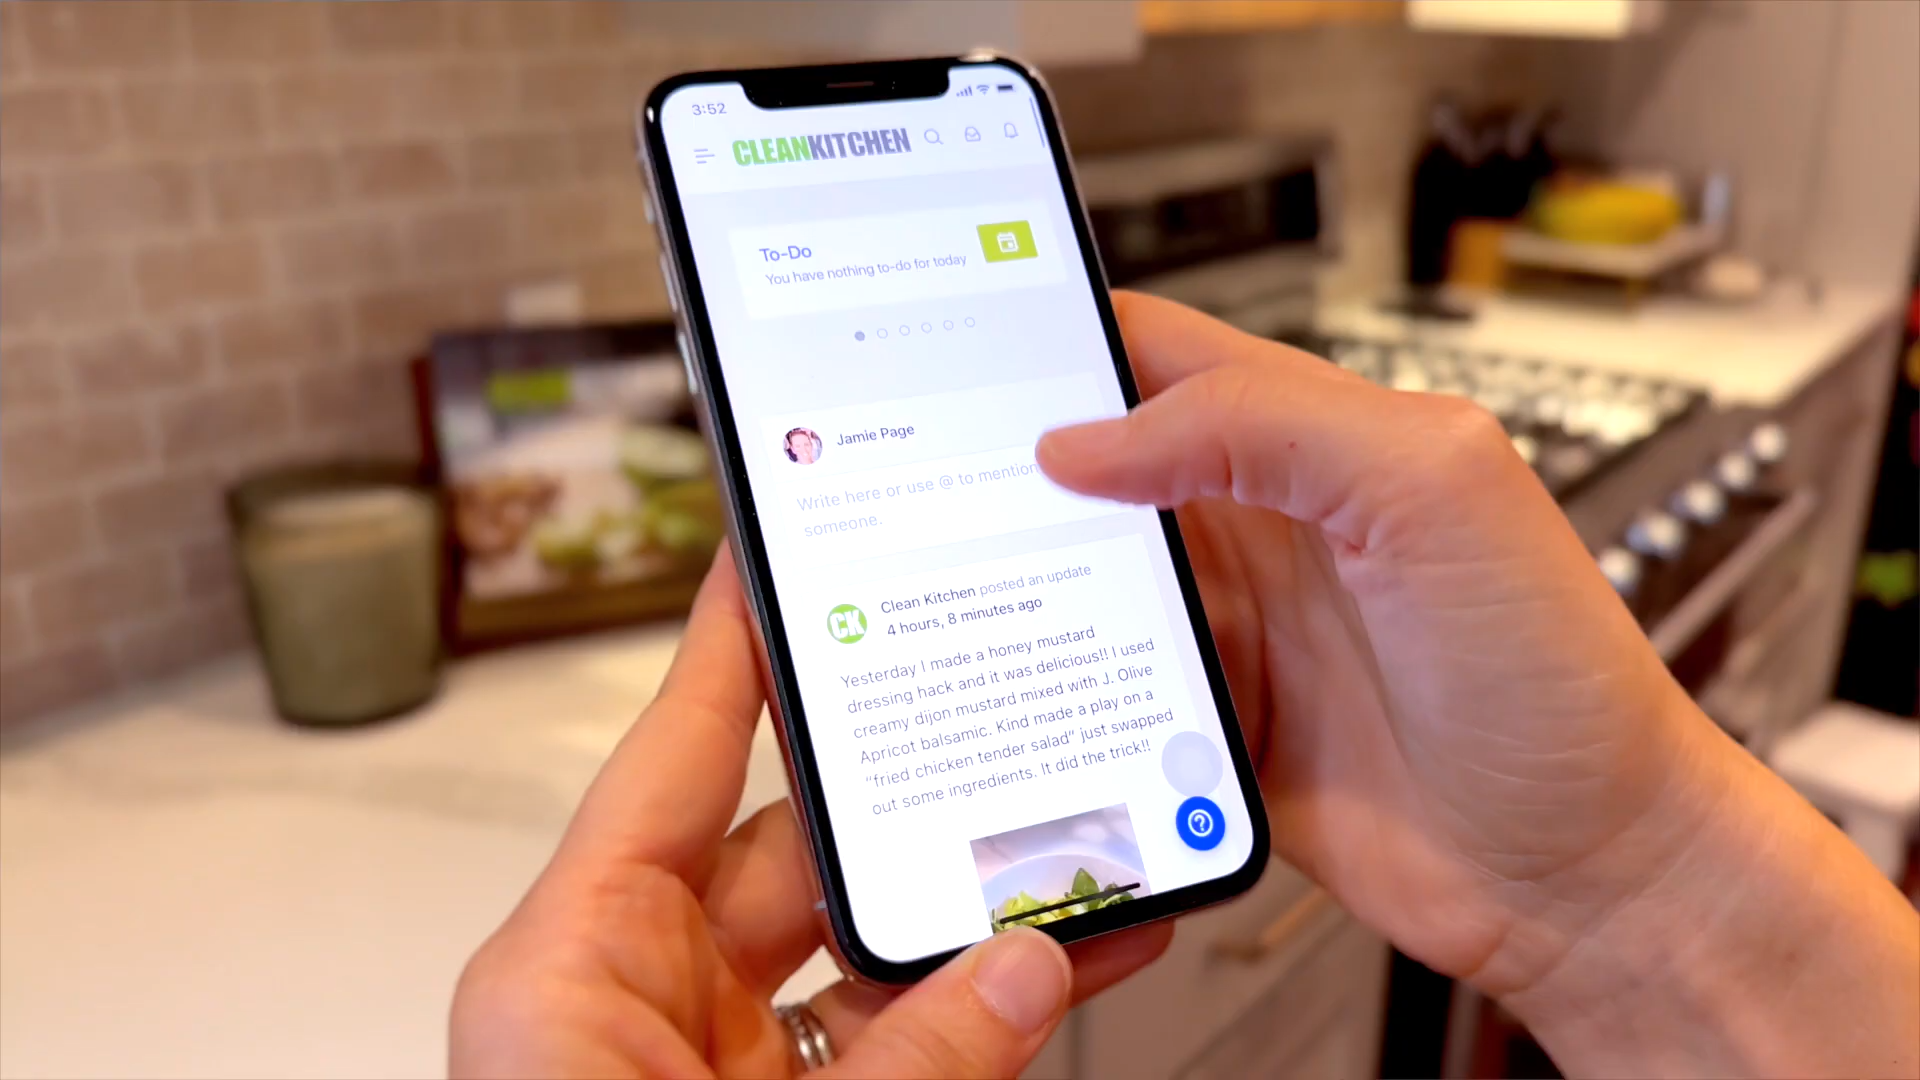 3:52
CLEANKITCHEN
To-Do
You have nothing to-do for today
Jamie Page
Write here or use @ to mention
someone.
CK
Clean Kitchen posted an update
4 hours, 8 minutes ago
Yesterday I made a honey mustard
dressing hack and it was delicious!! I used
creamy dijon mustard mixed with J. Olive
Apricot balsamic. Kind made a play on a
“fried chicken tender salad” just swapped
out some ingredients. It did the trick!!
?